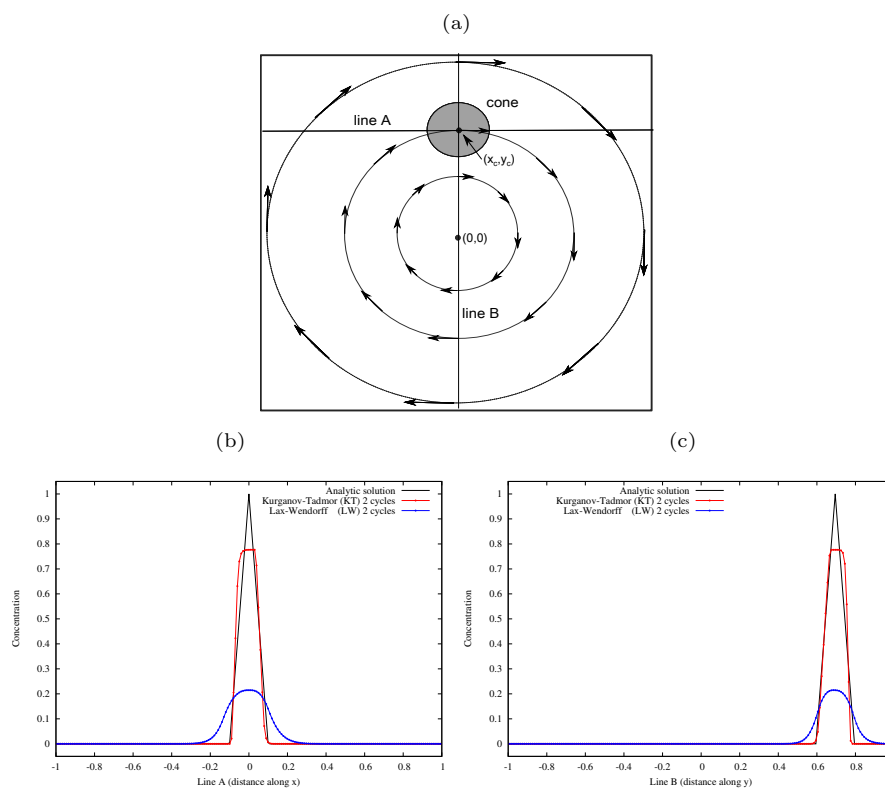 (a)
cone
line A
(x_c,y_c)
(0,0)
line B
(b)
(c)
Analytic solution
Kurganov-Tadmor (KT) 2 cycles
Lax-Wendorff (LW) 2 cycles
1
0.9
0.8
0.7
0.6
0.5
0.4
0.3
0.2
0.1
0
Concentration
-1 -0.8 -0.6 -0.4 -0.2 0 0.2 0.4 0.6 0.8 1
Line A (distance along x)
Analytic solution
Kurganov-Tadmor (KT) 2 cycles
Lax-Wendorff (LW) 2 cycles
1
0.9
0.8
0.7
0.6
0.5
0.4
0.3
0.2
0.1
0
Concentration
-1 -0.8 -0.6 -0.4 -0.2 0 0.2 0.4 0.6 0.8
Line B (distance along y)